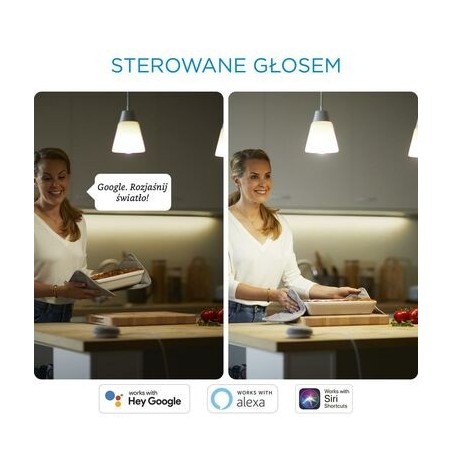 STEROWANE GŁOSEM
Google. Rozjaśnij
światło!
works with
Hey Google
WORKS WITH
alexa
Works with
Siri
Shortcuts